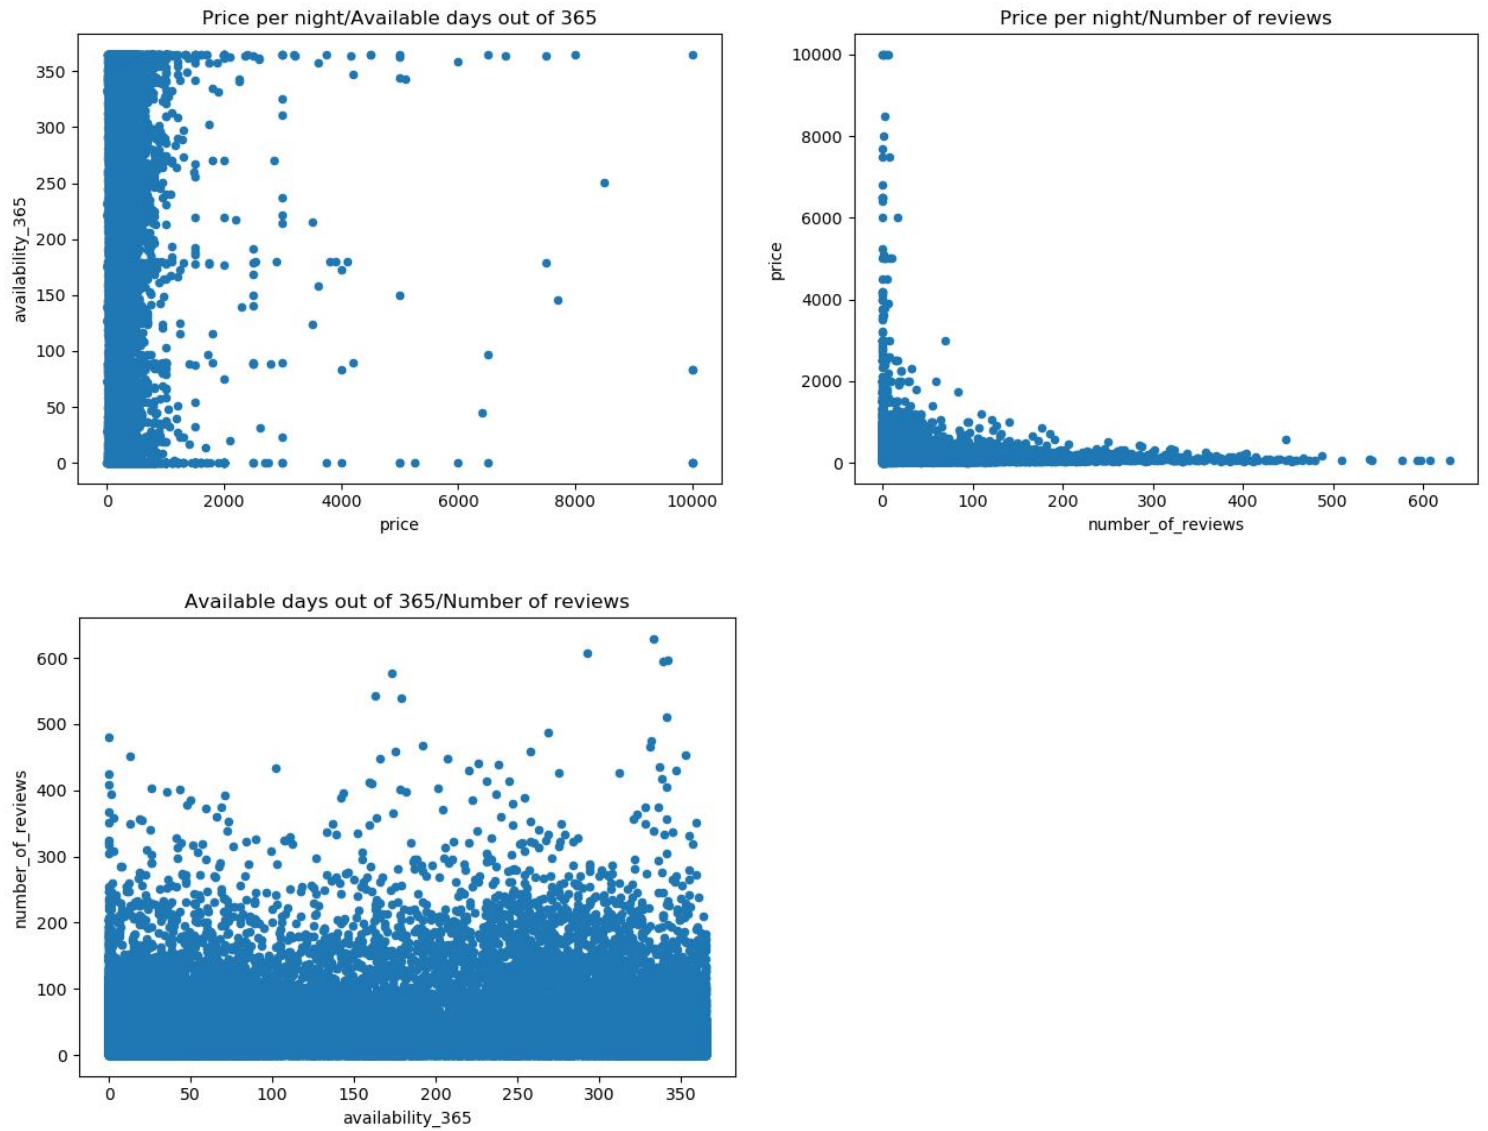 Price per night/Available days out of 365
availability_365
350
300
250
200
150
100
50
0
0 2000 4000 6000 8000 10000
price
Price per night/Number of reviews
price
10000
8000
6000
4000
2000
0
0 100 200 300 400 500 600
number_of_reviews
Available days out of 365/Number of reviews
number_of_reviews
600
500
400
300
200
100
0
0 50 100 150 200 250 300 350
availability_365